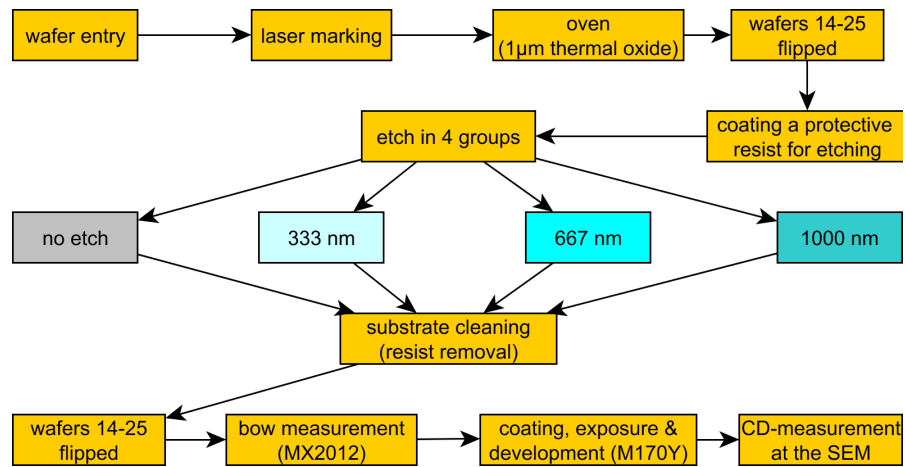 wafer entry
laser marking
oven
(1µm thermal oxide)
wafers 14-25
flipped
coating a protective
resist for etching
etch in 4 groups
no etch
333 nm
667 nm
1000 nm
substrate cleaning
(resist removal)
wafers 14-25
flipped
bow measurement
(MX2012)
coating, exposure &
development (M170Y)
CD-measurement
at the SEM